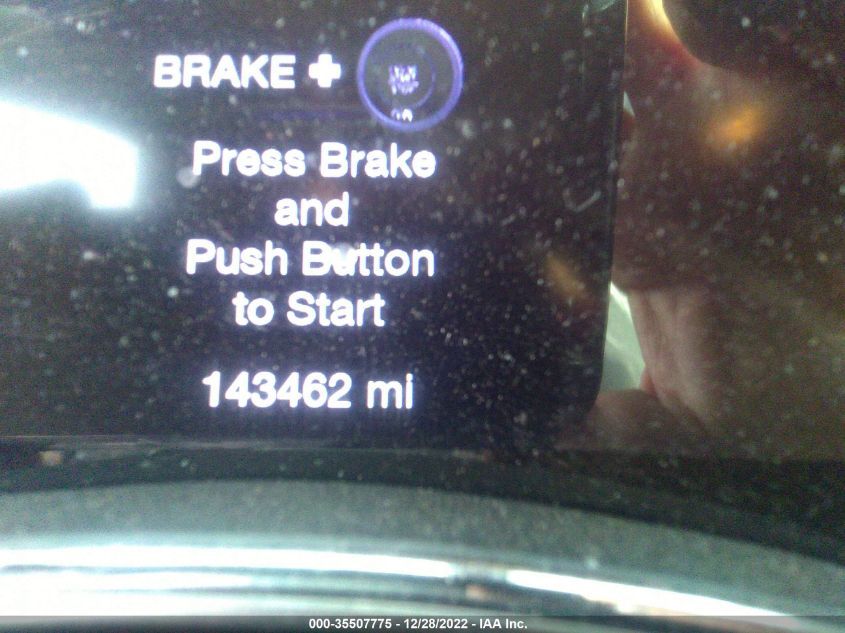 BRAKE +
Press Brake
and
Push Button
to Start
143462 mi
000-35507775 - 12/28/2022 - IAA Inc.